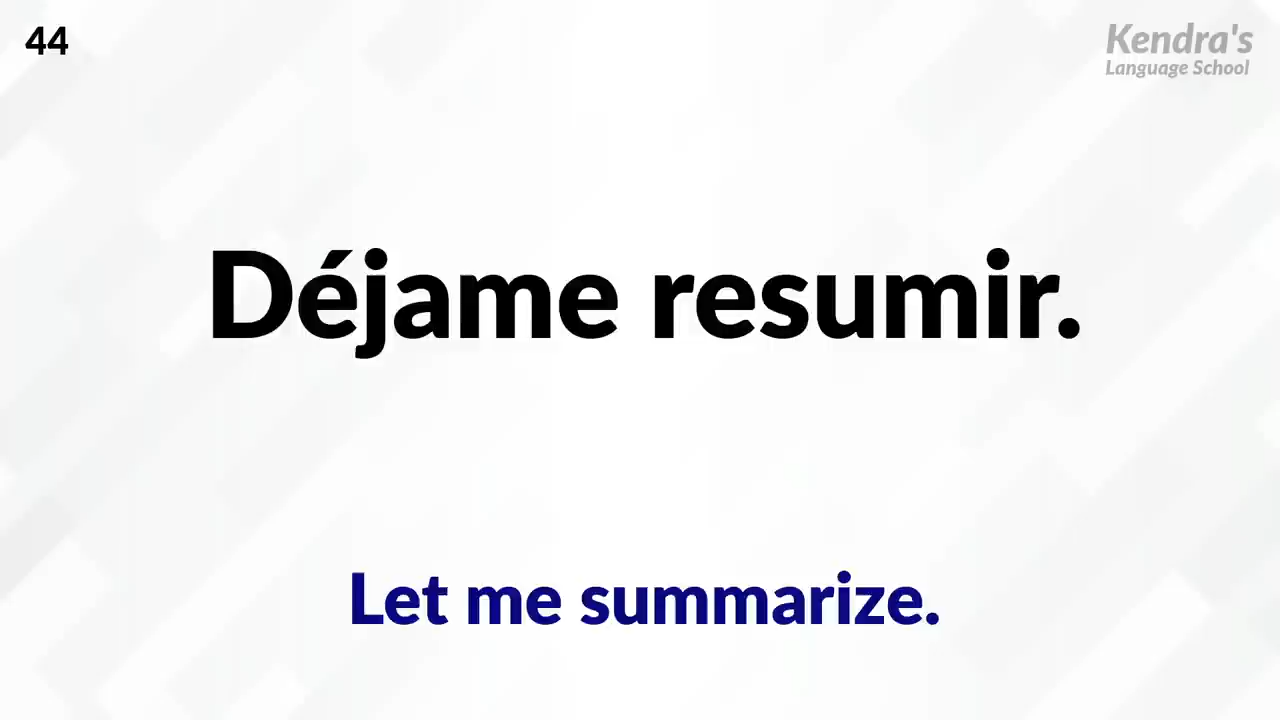 44
Kendra's
Language School
Déjame resumir.
Let me summarize.